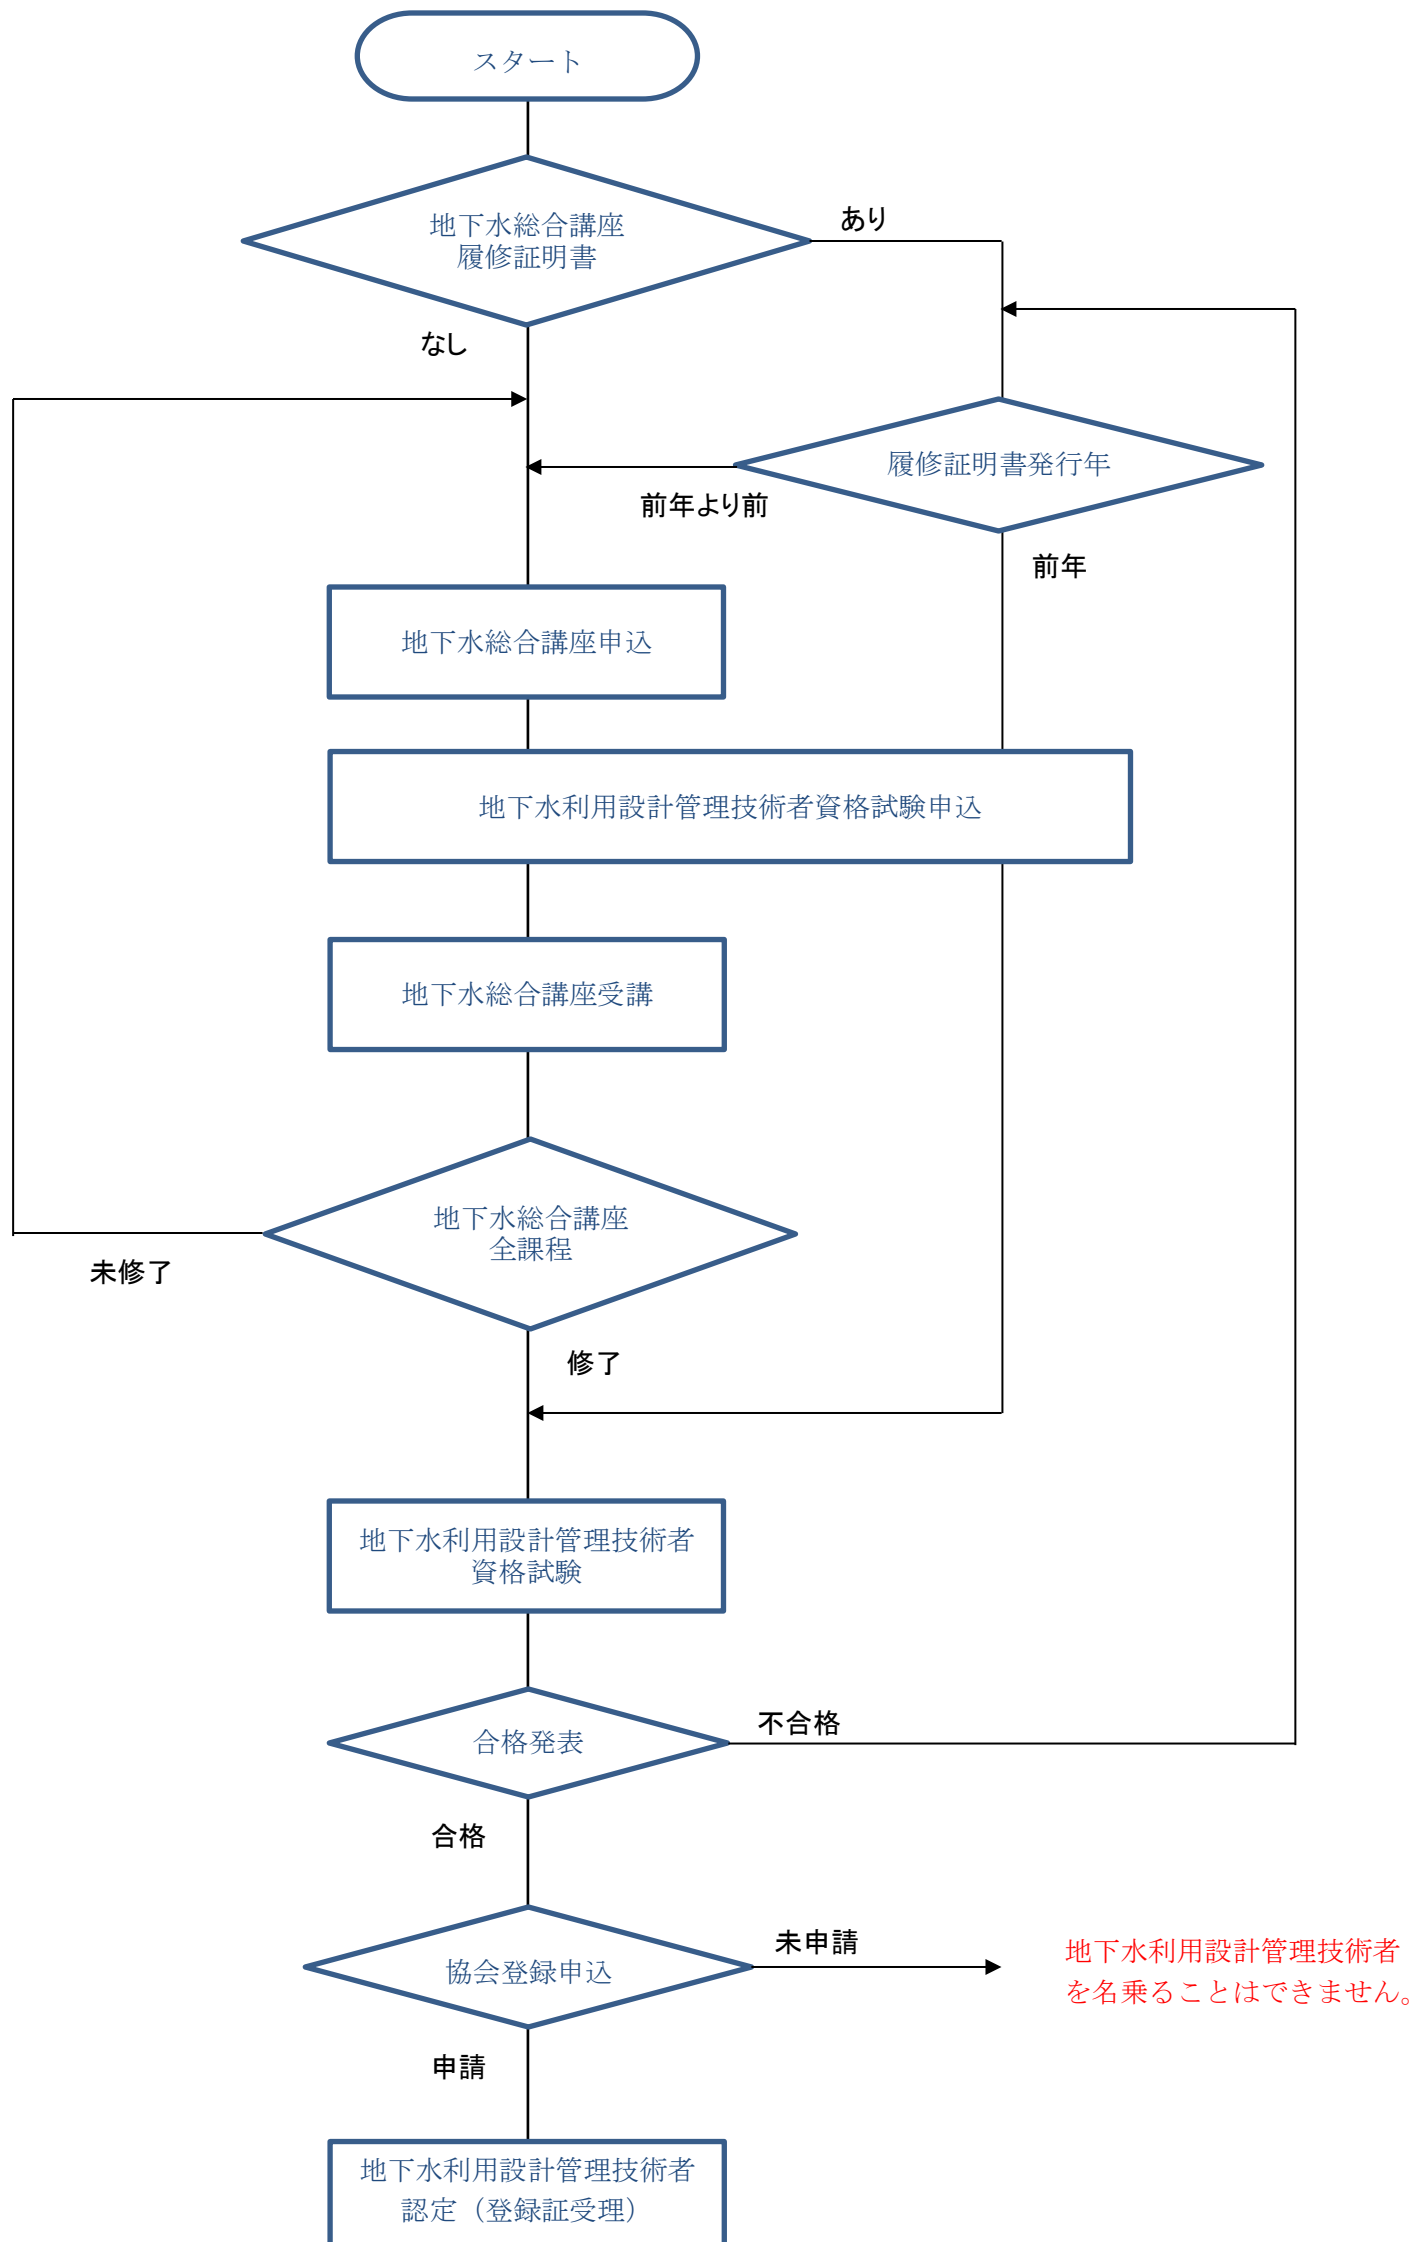 スタート
地下水総合講座
履修証明書
あり
なし
履修証明書発行年
前年より前
前年
地下水総合講座申込
地下水利用設計管理技術者資格試験申込
地下水総合講座受講
地下水総合講座
全課程
未修了
修了
地下水利用設計管理技術者
資格試験
合格発表
不合格
合格
協会登録申込
未申請
地下水利用設計管理技術者
を名乗ることはできません。
申請
地下水利用設計管理技術者
認定（登録証受理）